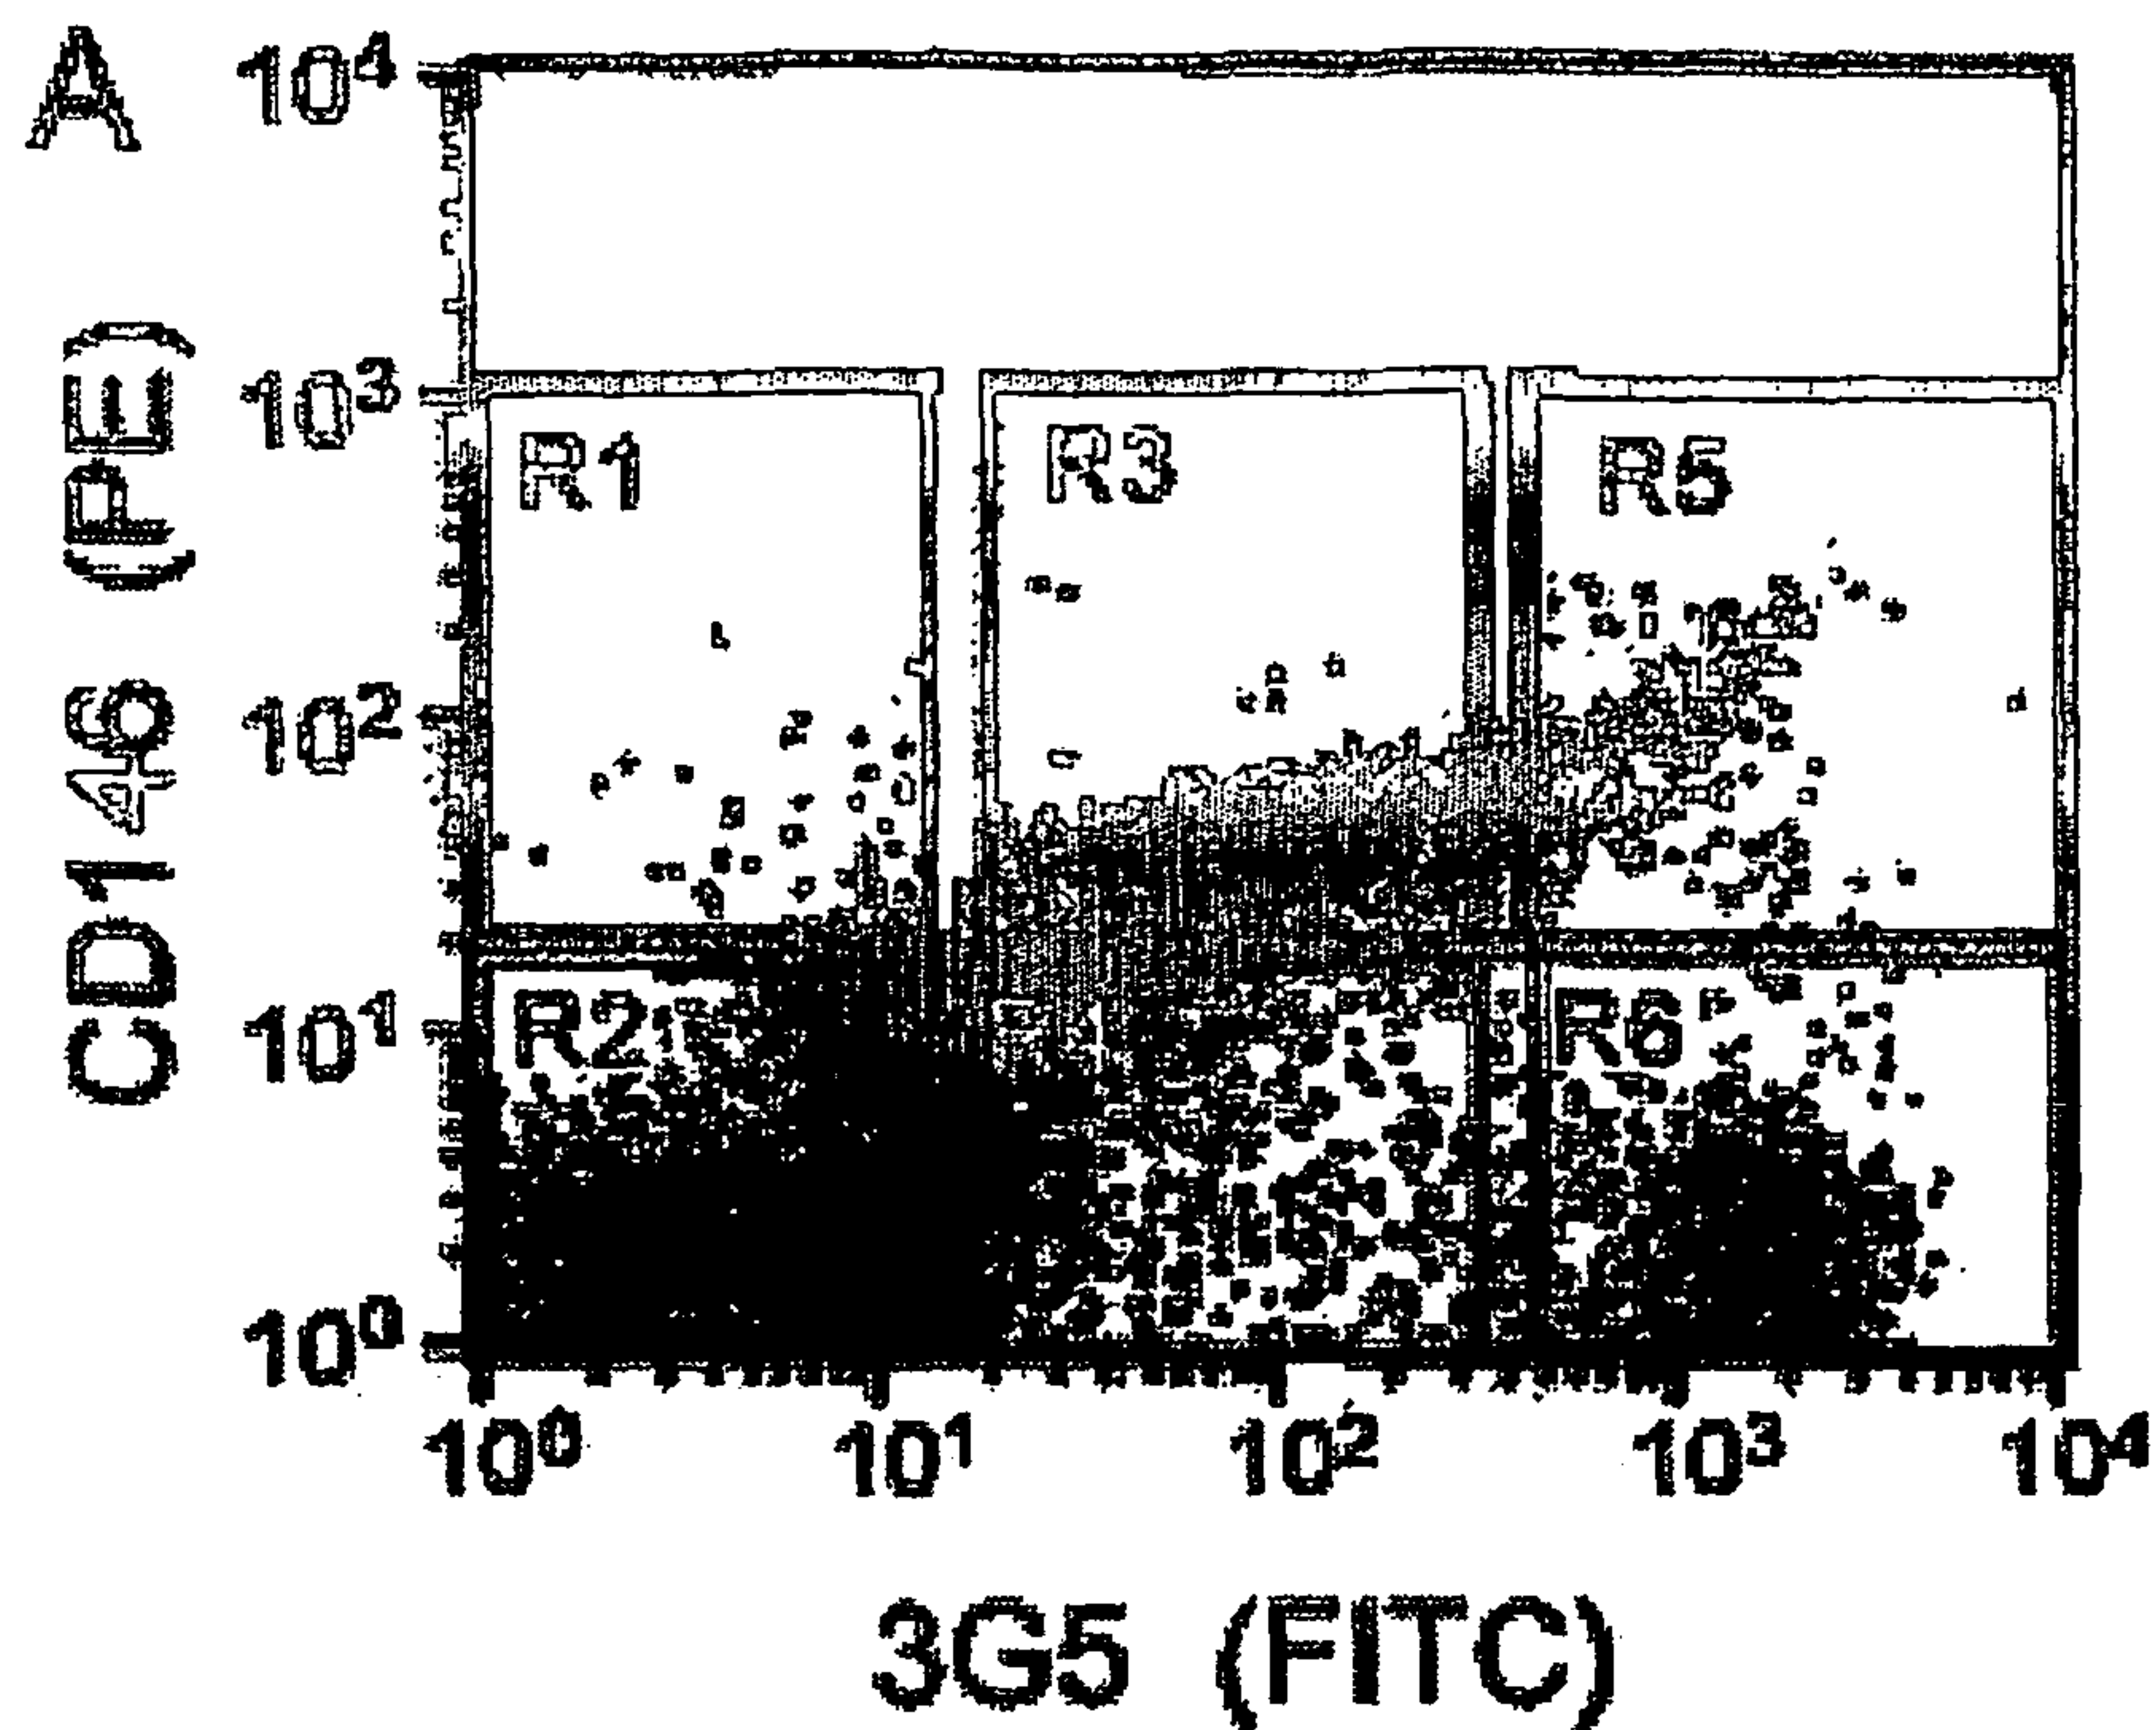 A
10⁴
10³
10²
10¹
10⁰
CD146 (PE)
R1 R3 R5
R2 R6
10⁰ 10¹ 10² 10³ 10⁴
3G5 (FITC)